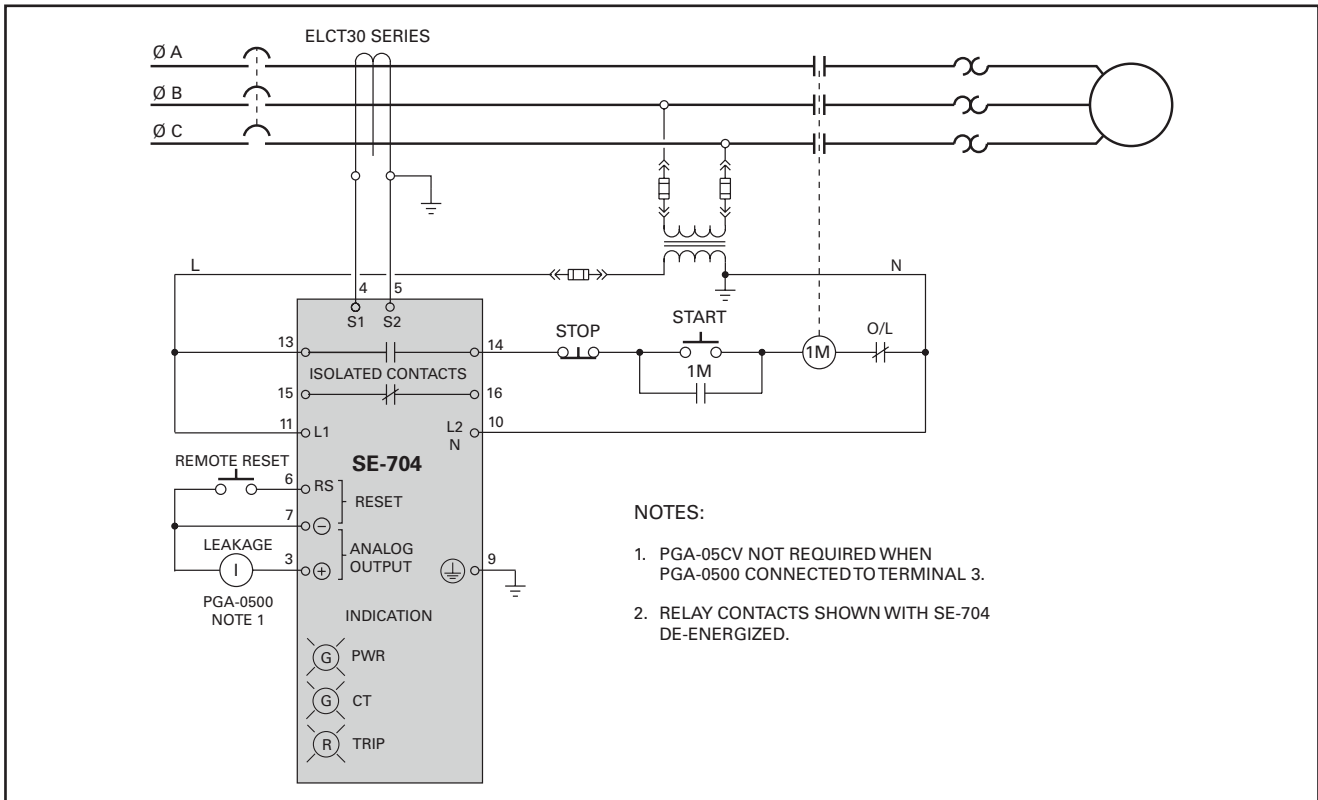 ELCT30 SERIES
Ø A
Ø B
Ø C
L
N
4
5
S1
S2
STOP
START
O/L
13
14
1M
1M
ISOLATED CONTACTS
15
16
11
L1
L2
N
10
SE-704
REMOTE RESET
6
RS
RESET
7
−
LEAKAGE
I
3
+
ANALOG
OUTPUT
9
PGA-0500
NOTE 1
INDICATION
G
PWR
G
CT
R
TRIP
NOTES:
1. PGA-05CV NOT REQUIRED WHEN
PGA-0500 CONNECTED TO TERMINAL 3.
2. RELAY CONTACTS SHOWN WITH SE-704
DE-ENERGIZED.